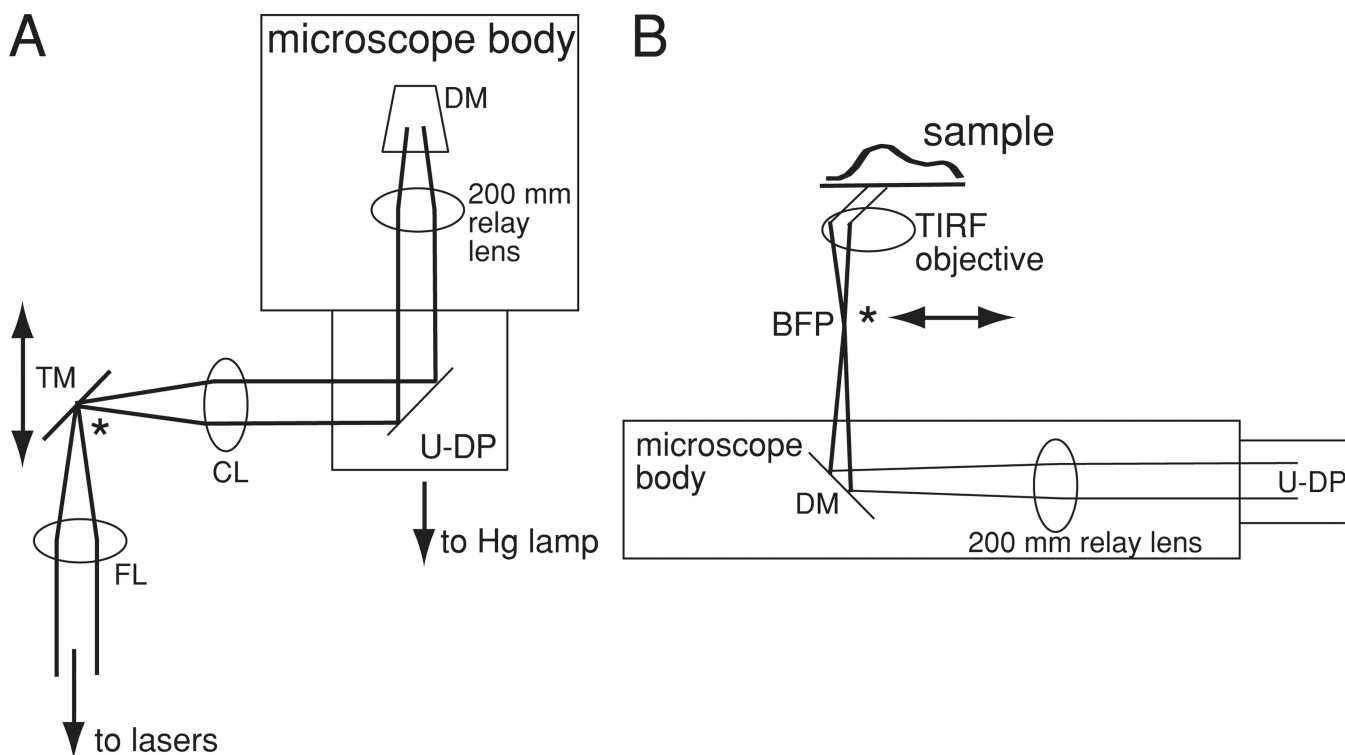 A
microscope body
DM
200 mm
relay
lens
TM
*
CL
U-DP
to Hg lamp
FL
to lasers
B
sample
TIRF
objective
BFP
*
microscope
body
DM
U-DP
200 mm relay lens